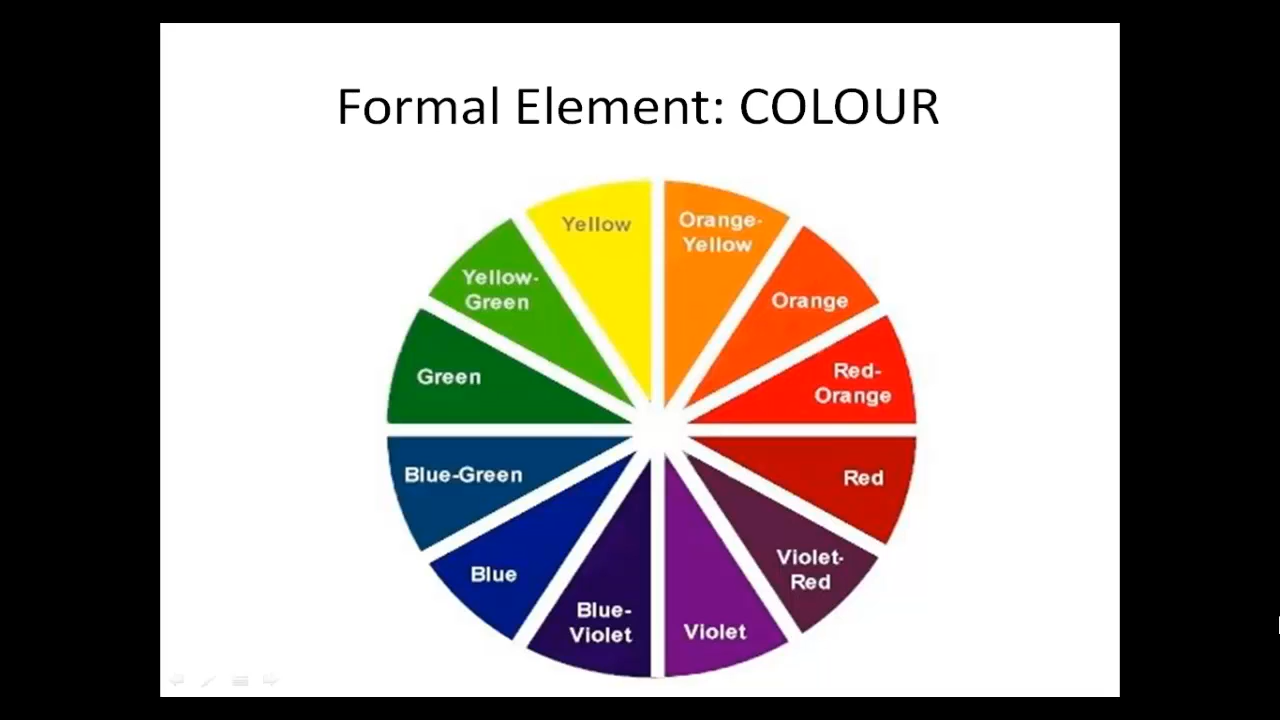 Formal Element: COLOUR
Yellow
Orange-
Yellow
Orange
Red-
Orange
Red
Violet-
Red
Violet
Blue-
Violet
Blue
Blue-Green
Green
Yellow-
Green